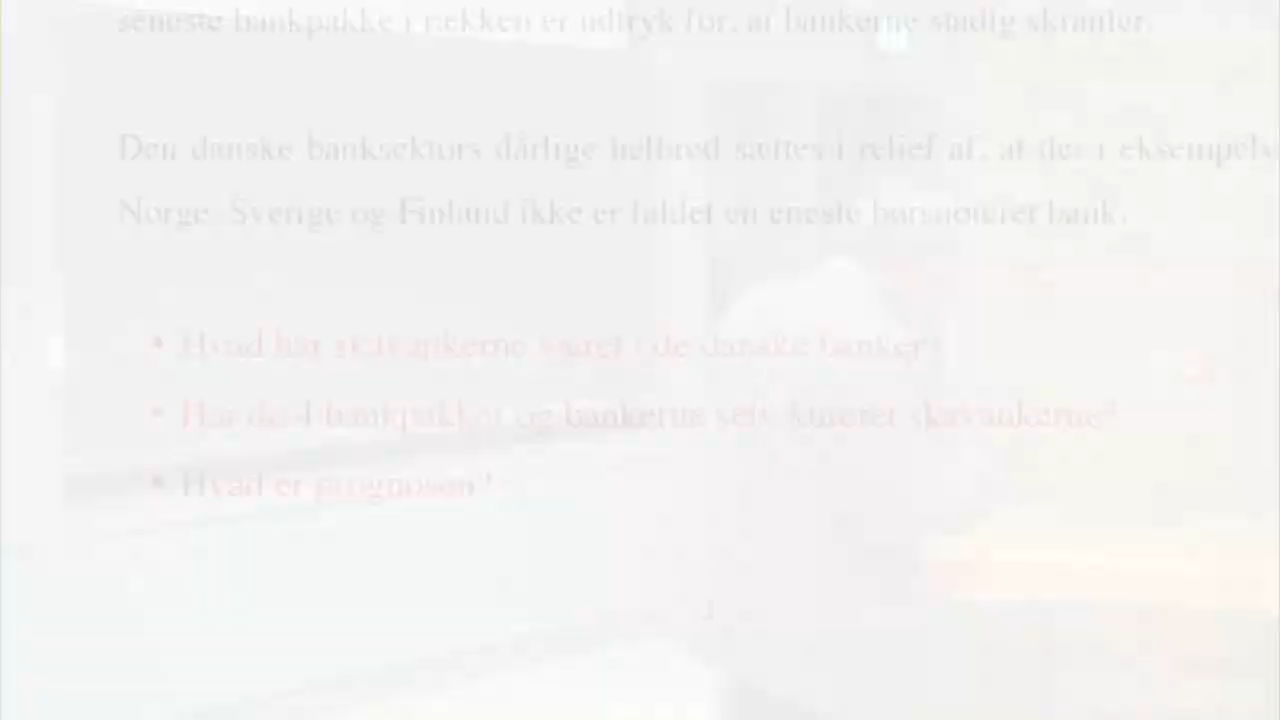 seneste bankpakke i rækken er udtryk for, at bankerne stadig skranter.
Den danske banksektors dårlige helbred sættes i relief af, at der i eksempelv
Norge, Sverige og Finland ikke er faldet en eneste børsnoteret bank.
• Hvad har skavankerne været i de danske banker?
• Har de 4 bankpakker og bankerne selv kureret skavankerne?
• Hvad er prognosen?